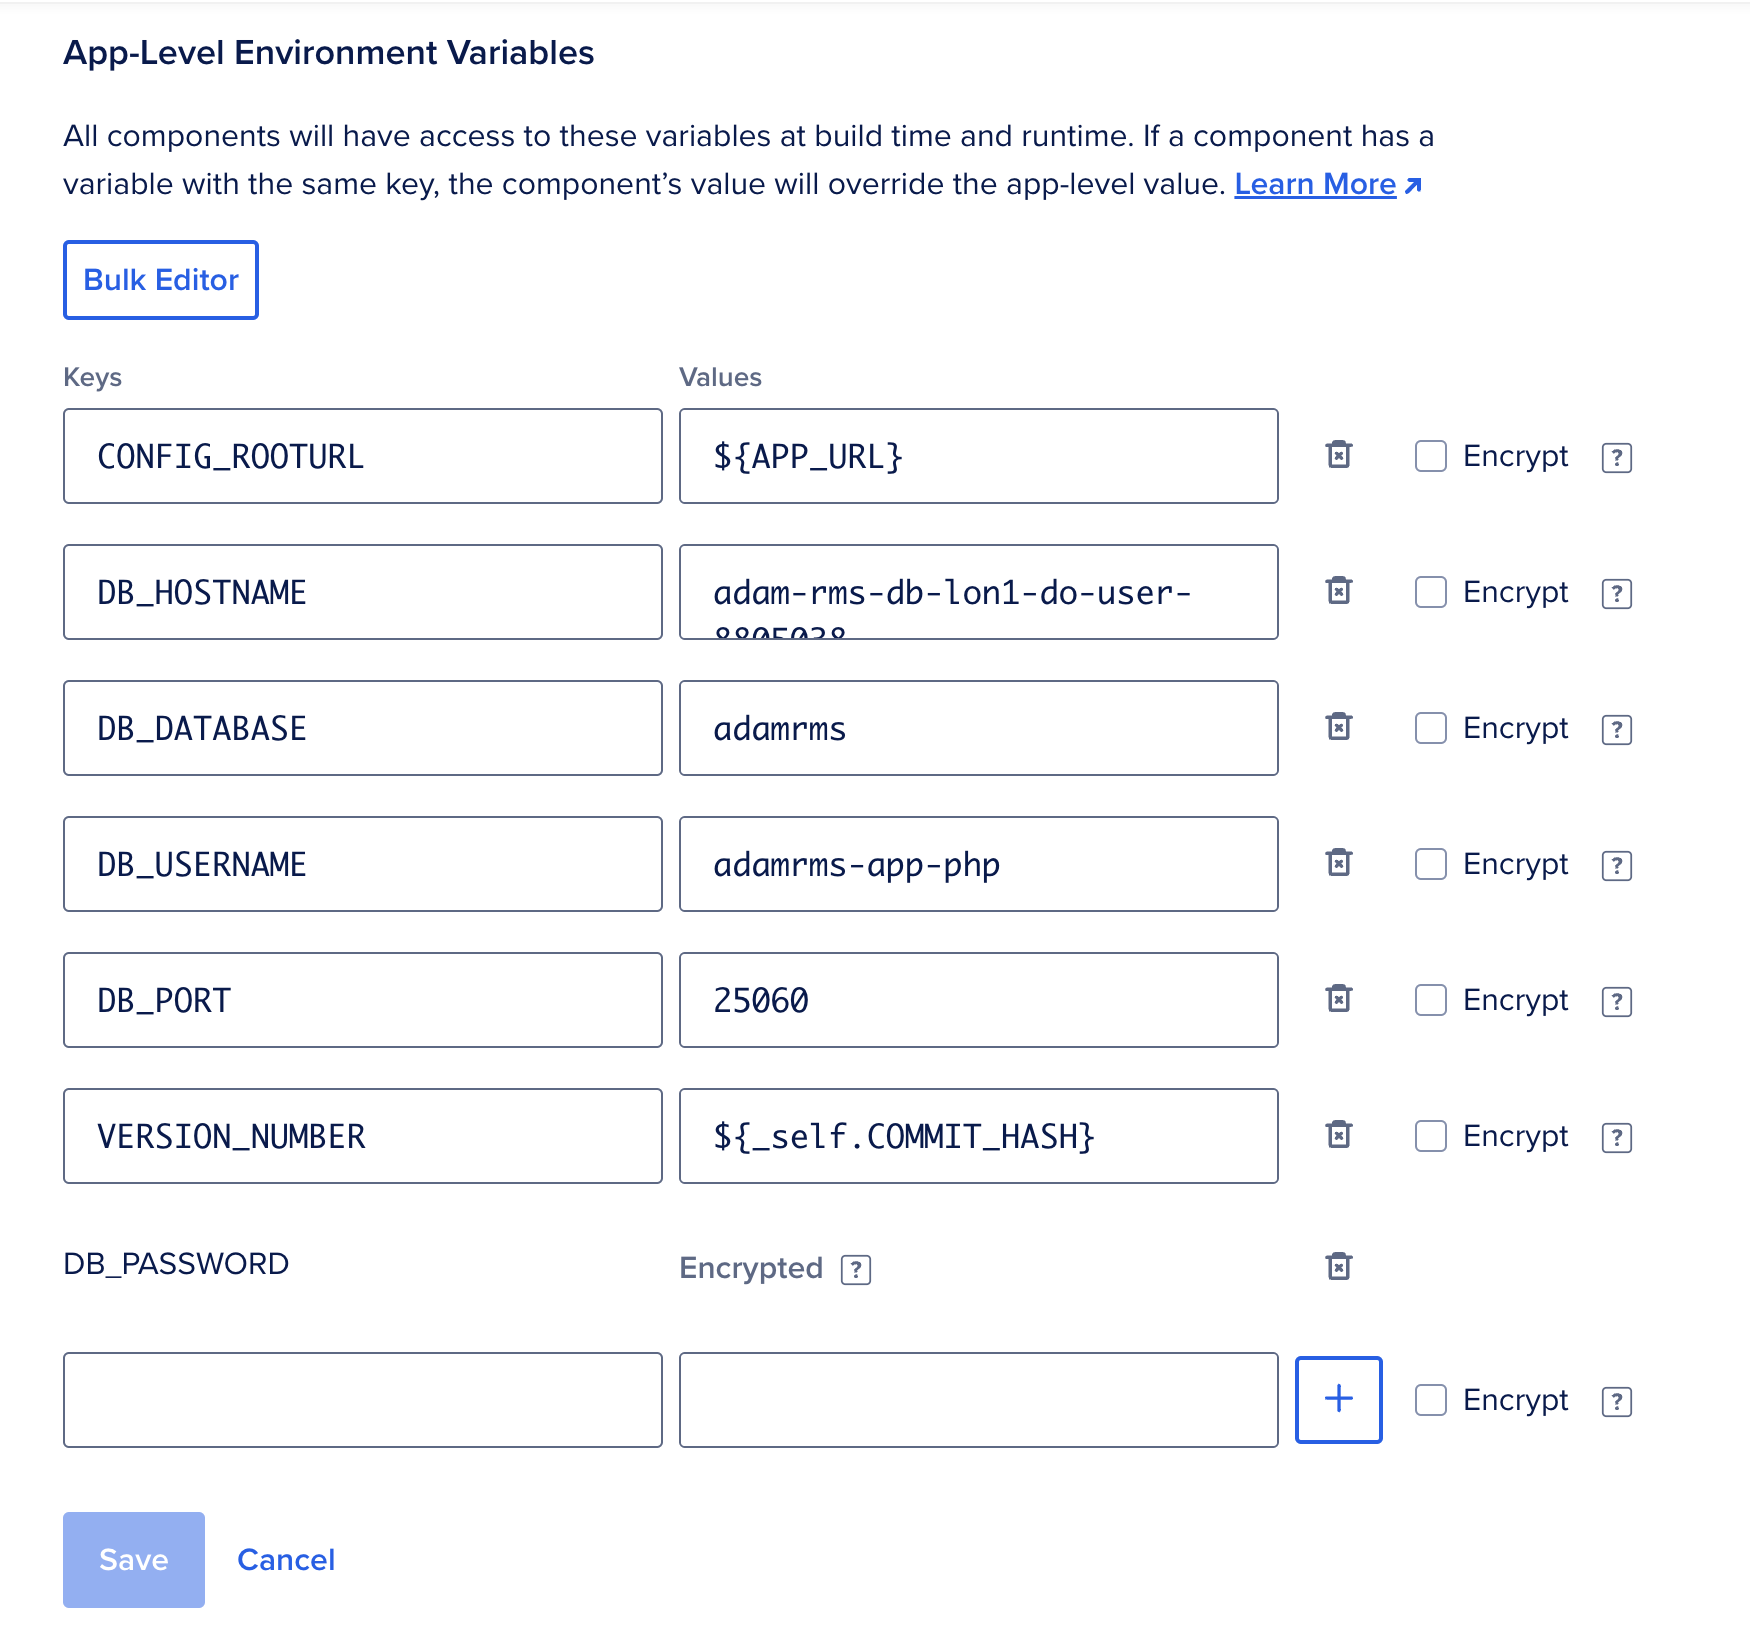 App-Level Environment Variables
All components will have access to these variables at build time and runtime. If a component has a
variable with the same key, the component’s value will override the app-level value. Learn More
Bulk Editor
Keys Values
CONFIG_ROOTURL ${APP_URL} Encrypt ?
DB_HOSTNAME adam-rms-db-lon1-do-user- Encrypt ?
8805038
DB_DATABASE adamrms Encrypt ?
DB_USERNAME adamrms-app-php Encrypt ?
DB_PORT 25060 Encrypt ?
VERSION_NUMBER ${_self.COMMIT_HASH} Encrypt ?
DB_PASSWORD Encrypted ?
+ Encrypt ?
Save Cancel